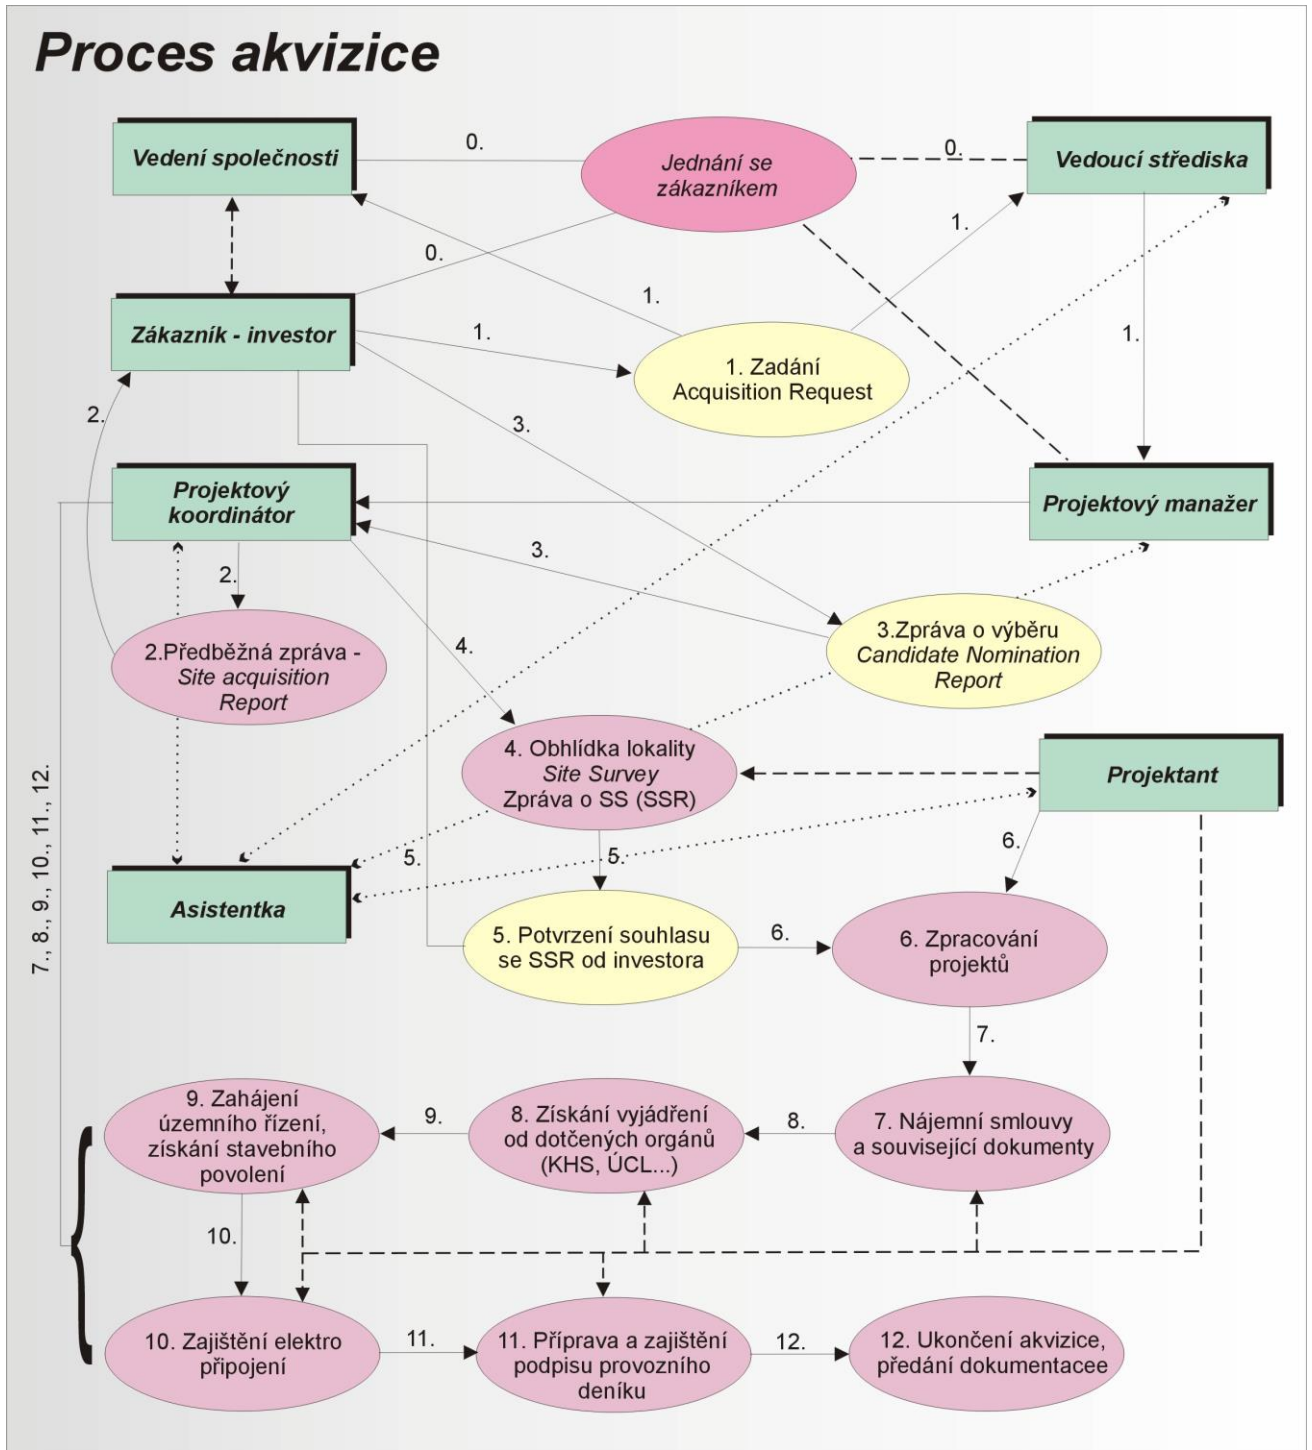 Proces akvizice
Vedení společnosti
0.
Jednání se
zákazníkem
0.
Vedoucí střediska
0.
1.
1.
Zákazník - investor
1.
1.
1. Zadání
Acquisition Request
2.
3.
Projektový
koordinátor
Projektový manažer
3.
2.
2.Předběžná zpráva -
Site acquisition
Report
4.
3.Zpráva o výběru
Candidate Nomination
Report
4. Obhlídka lokality
Site Survey
Zpráva o SS (SSR)
Projektant
7., 8., 9., 10., 11., 12.
5.
5.
6.
Asistentka
5. Potvrzení souhlasu
se SSR od investora
6.
6. Zpracování
projektů
7.
9. Zahájení
územního řízení,
získání stavebního
povolení
9.
8. Získání vyjádření
od dotčených orgánů
(KHS, ÚCL...)
8.
7. Nájemní smlouvy
a související dokumenty
10.
10. Zajištění elektro
připojení
11.
11. Příprava a zajištění
podpisu provozního
deníku
12.
12. Ukončení akvizice,
předání dokumentacee